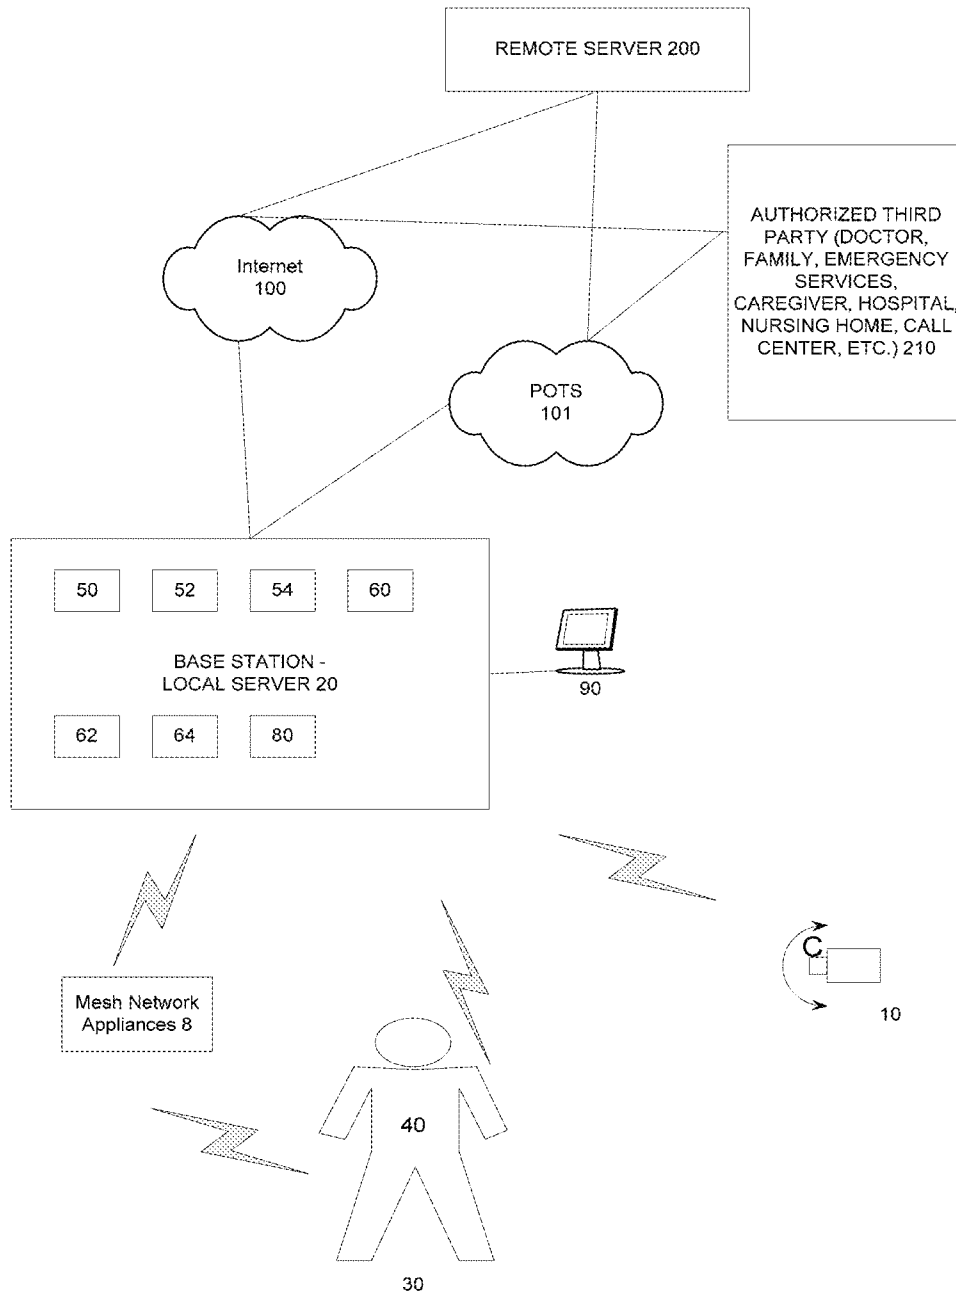 REMOTE SERVER 200
AUTHORIZED THIRD
PARTY (DOCTOR,
FAMILY, EMERGENCY
SERVICES,
CAREGIVER, HOSPITAL,
NURSING HOME, CALL
CENTER, ETC.) 210
Internet
100
POTS
101
50
52
54
60
BASE STATION -
LOCAL SERVER 20
90
62
64
80
C
10
Mesh Network
Appliances 8
40
30